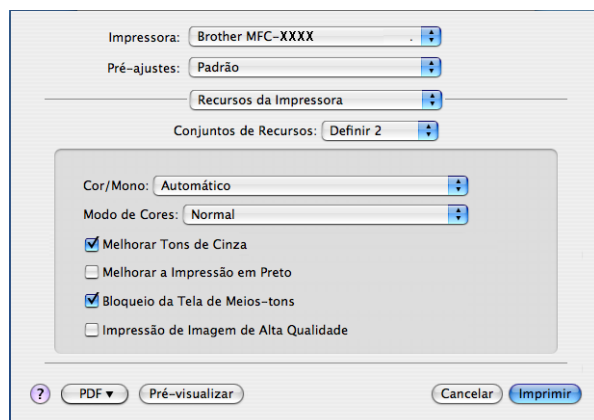 Impressora: Brother MFC-XXXX .
Pré-ajustes: Padrão
Recursos da Impressora
Conjuntos de Recursos: Definir 2
Cor/Mono: Automático
Modo de Cores: Normal
Melhorar Tons de Cinza
Melhorar a Impressão em Preto
Bloqueio da Tela de Meios-tons
Impressão de Imagem de Alta Qualidade
? PDF ▼ Pré-visualizar Cancelar Imprimir